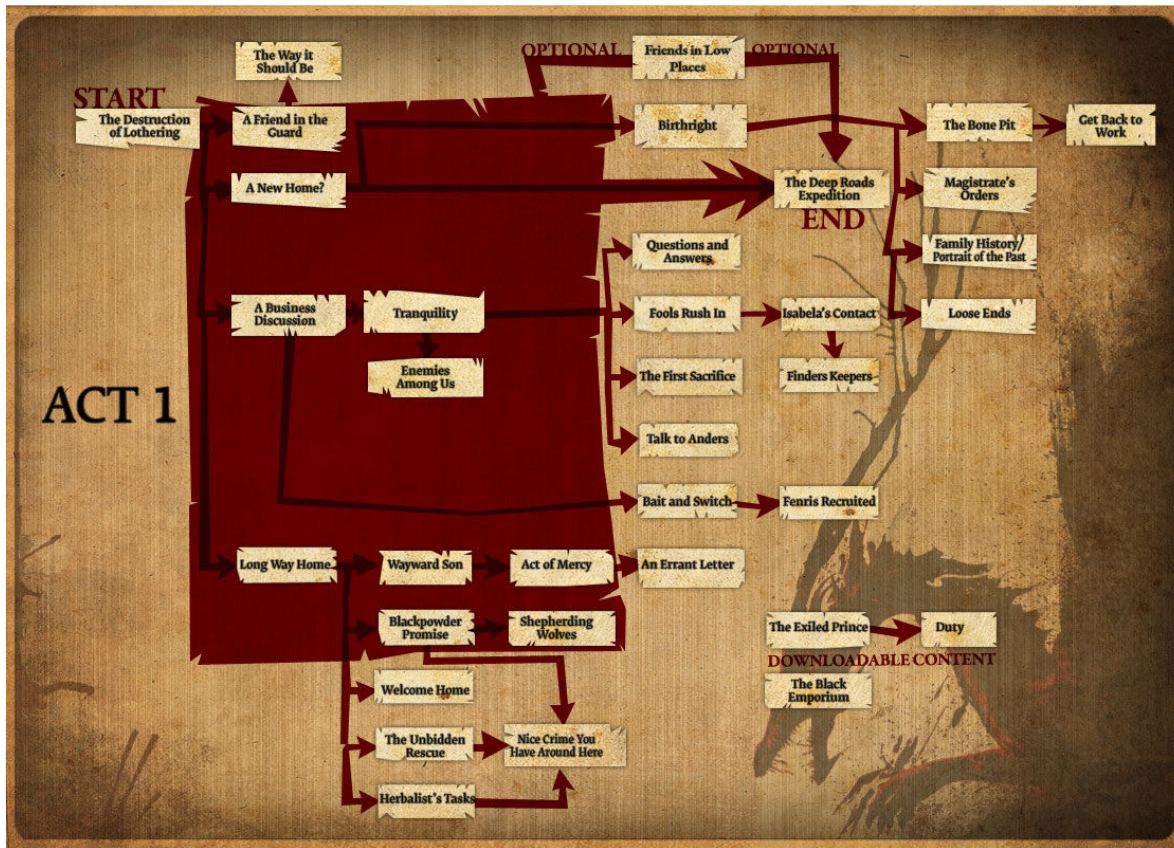 The Way it
Should Be
OPTIONAL
Friends in Low
Places
OPTIONAL
START
The Destruction
of Lothering
A Friend in the
Guard
Birthright
The Bone Pit
Get Back to
Work
A New Home?
The Deep Roads
Expedition
END
Magistrate's
Orders
Questions and
Answers
Family History/
Portrait of the Past
A Business
Discussion
Tranquility
Fools Rush In
Isabela's Contact
Loose Ends
Enemies
Among Us
The First Sacrifice
Finders Keepers
ACT 1
Talk to Anders
Bait and Switch
Fenris Recruited
Long Way Home
Wayward Son
Act of Mercy
An Errant Letter
Blackpowder
Promise
Shepherding
Wolves
The Exiled Prince
Duty
DOWNLOADABLE CONTENT
The Black
Emporium
Welcome Home
The Unbidden
Rescue
Nice Crime You
Have Around Here
Herbalist's Tasks